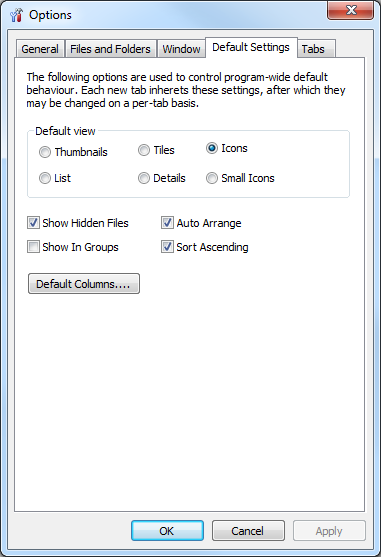 Options
General Files and Folders Window Default Settings Tabs
The following options are used to control program-wide default
behaviour. Each new tab inherets these settings, after which they
may be changed on a per-tab basis.
Default view
Thumbnails Tiles Icons
List Details Small Icons
Show Hidden Files Auto Arrange
Show In Groups Sort Ascending
Default Columns....
OK Cancel Apply